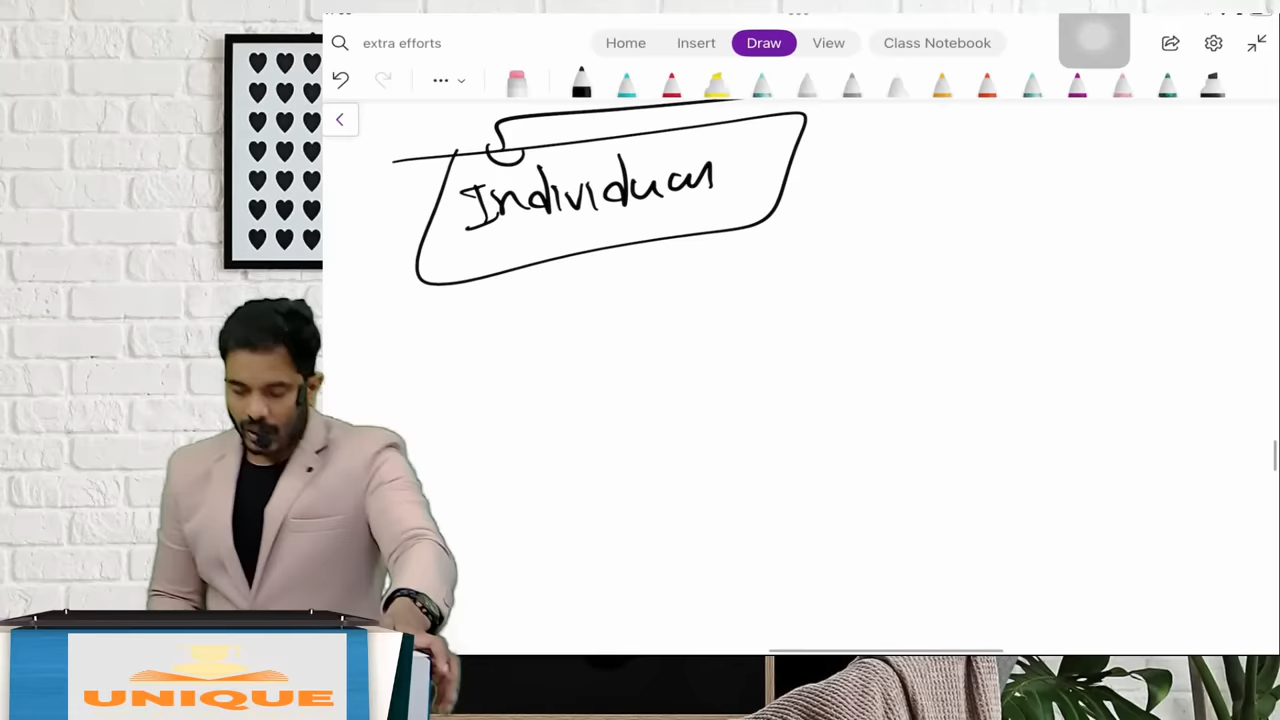 extra efforts
Home
Insert
Draw
View
Class Notebook
Individual
UNIQUE